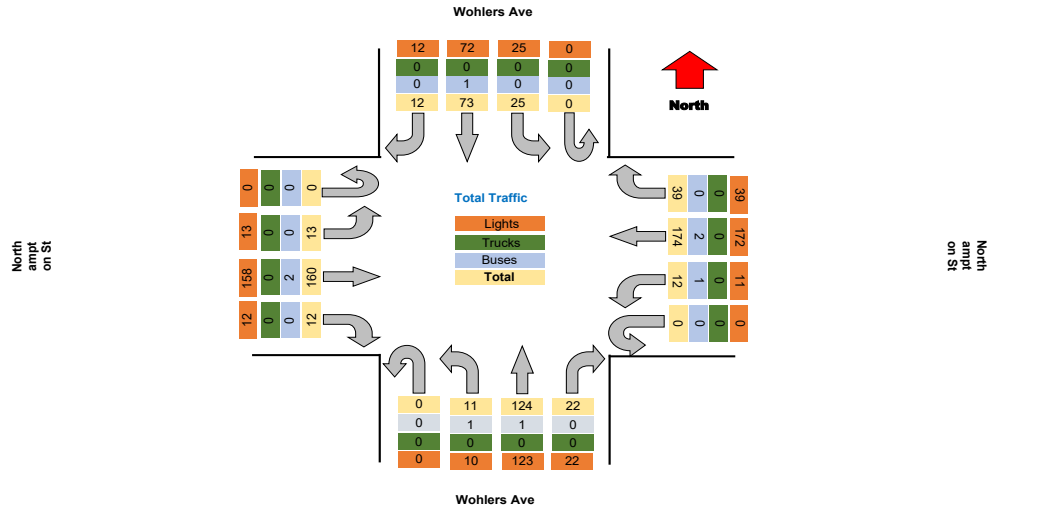 Wohlers Ave
12 72 25 0
0 0 0 0
0 1 0 0
12 73 25 0
North
0 0 0 0
13 0 0 13
158 0 2 160
12 0 0 12
North
ampt
on St
Total Traffic
Lights
Trucks
Buses
Total
39 0 0 39
174 2 0 172
12 1 0 11
0 0 0 0
North
ampt
on St
0 11 124 22
0 1 1 0
0 0 0 0
0 10 123 22
Wohlers Ave